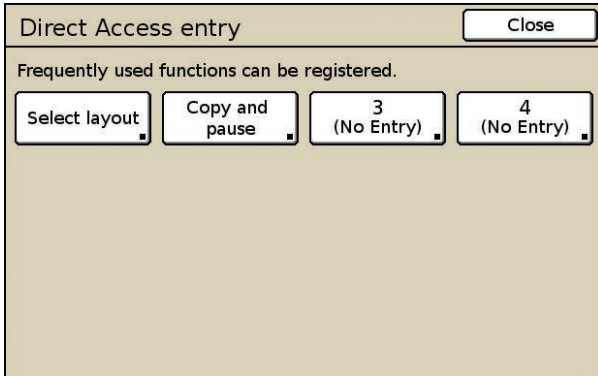 Direct Access entry
Close
Frequently used functions can be registered.
Select layout
Copy and
pause
3
(No Entry)
4
(No Entry)